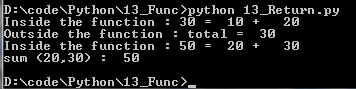 D:\code\Python\13_Func>python 13_Return.py
Inside the function : 30 =  10 +   20
Outside the function : total =  30
Inside the function : 50 =  20 +   30
sum (20,30) :  50

D:\code\Python\13_Func>_